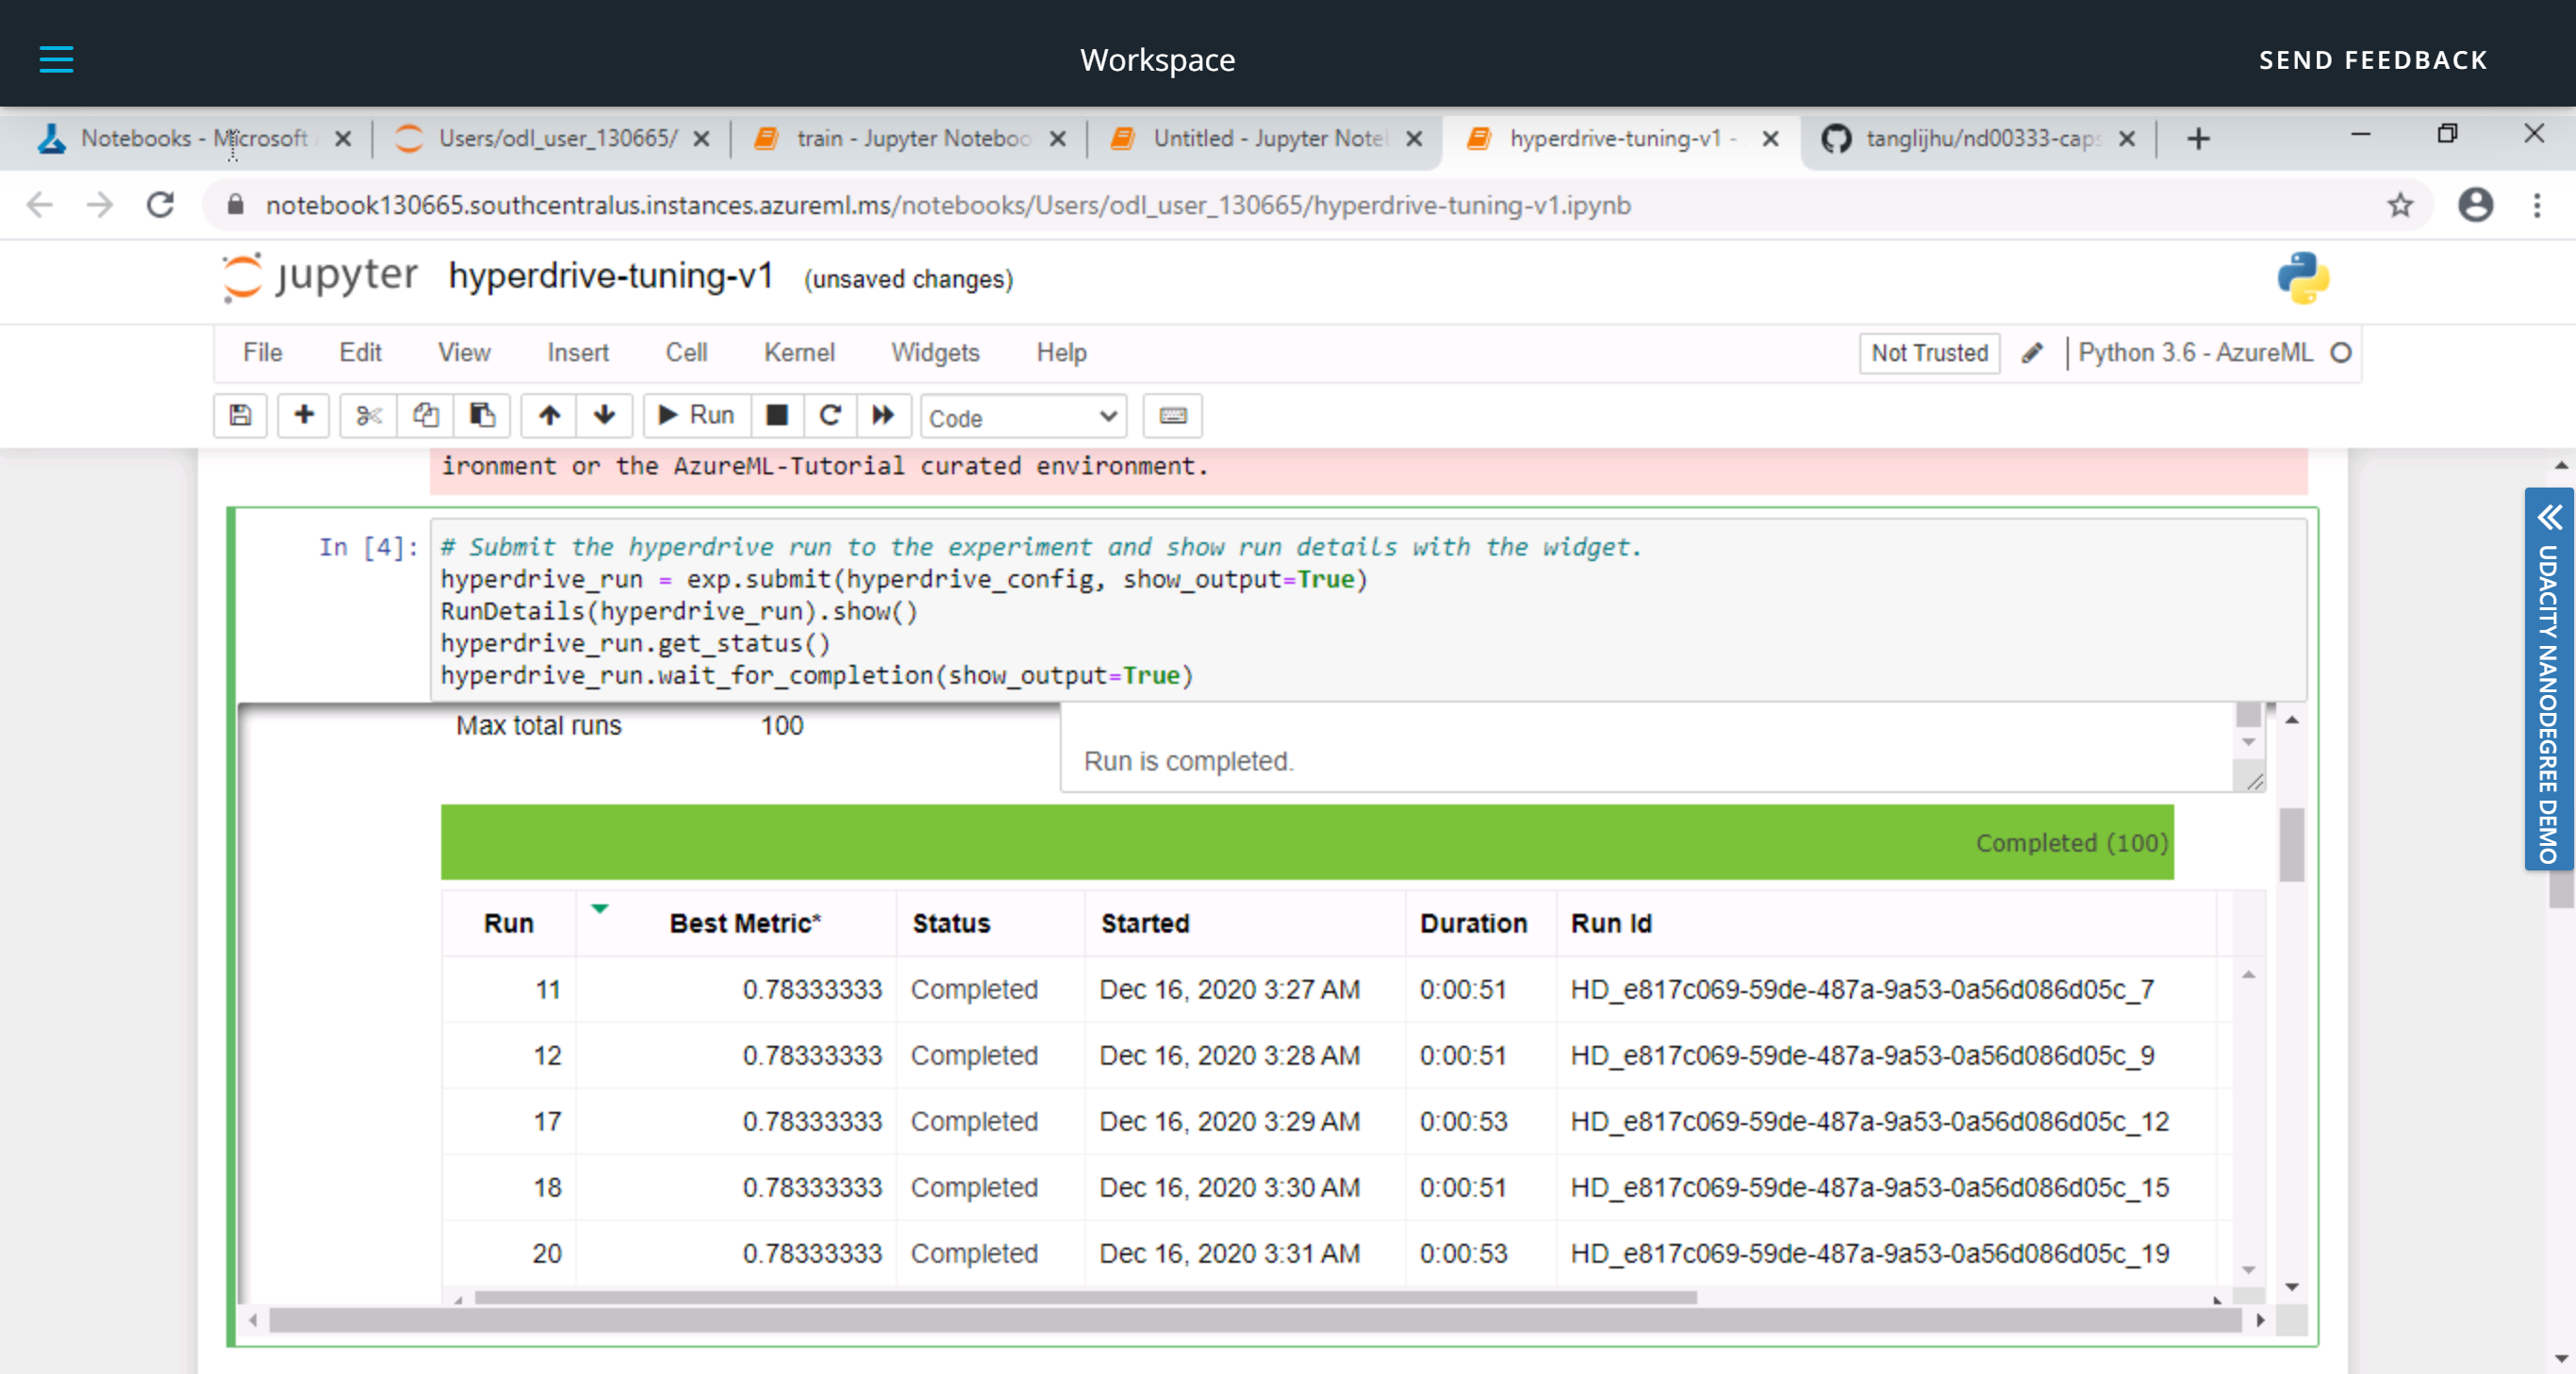 Workspace
SEND FEEDBACK
Notebooks - Microsoft
Users/odl_user_130665/
train - Jupyter Noteboo
Untitled - Jupyter Note
hyperdrive-tuning-v1 -
tanglijhu/nd00333-caps
notebook130665.southcentralus.instances.azureml.ms/notebooks/Users/odl_user_130665/hyperdrive-tuning-v1.ipynb
jupyter hyperdrive-tuning-v1 (unsaved changes)
File Edit View Insert Cell Kernel Widgets Help Not Trusted Python 3.6 - AzureML
Run Code
ironment or the AzureML-Tutorial curated environment.
In [4]: # Submit the hyperdrive run to the experiment and show run details with the widget.
hyperdrive_run = exp.submit(hyperdrive_config, show_output=True)
RunDetails(hyperdrive_run).show()
hyperdrive_run.get_status()
hyperdrive_run.wait_for_completion(show_output=True)
Max total runs 100
Run is completed.
Completed (100)
Run Best Metric* Status Started Duration Run Id
11 0.78333333 Completed Dec 16, 2020 3:27 AM 0:00:51 HD_e817c069-59de-487a-9a53-0a56d086d05c_7
12 0.78333333 Completed Dec 16, 2020 3:28 AM 0:00:51 HD_e817c069-59de-487a-9a53-0a56d086d05c_9
17 0.78333333 Completed Dec 16, 2020 3:29 AM 0:00:53 HD_e817c069-59de-487a-9a53-0a56d086d05c_12
18 0.78333333 Completed Dec 16, 2020 3:30 AM 0:00:51 HD_e817c069-59de-487a-9a53-0a56d086d05c_15
20 0.78333333 Completed Dec 16, 2020 3:31 AM 0:00:53 HD_e817c069-59de-487a-9a53-0a56d086d05c_19
UDACITY NANODEGREE DEMO